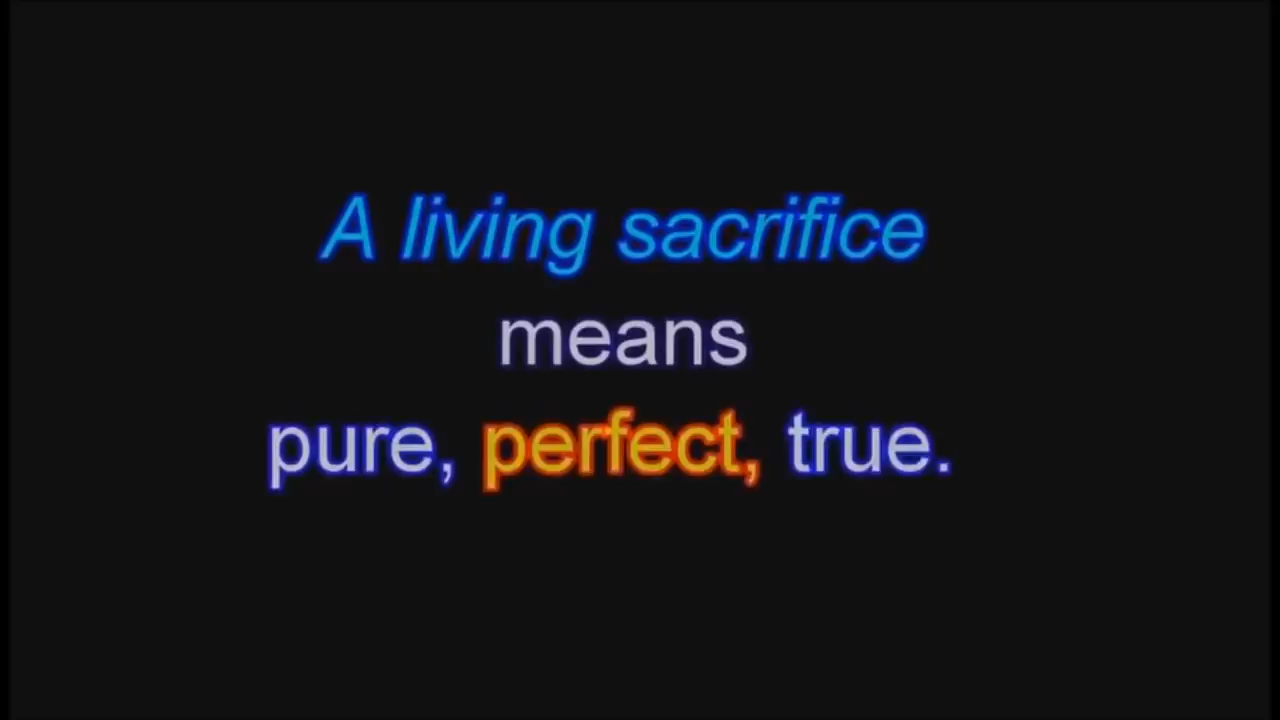 A living sacrifice
means
pure, perfect, true.